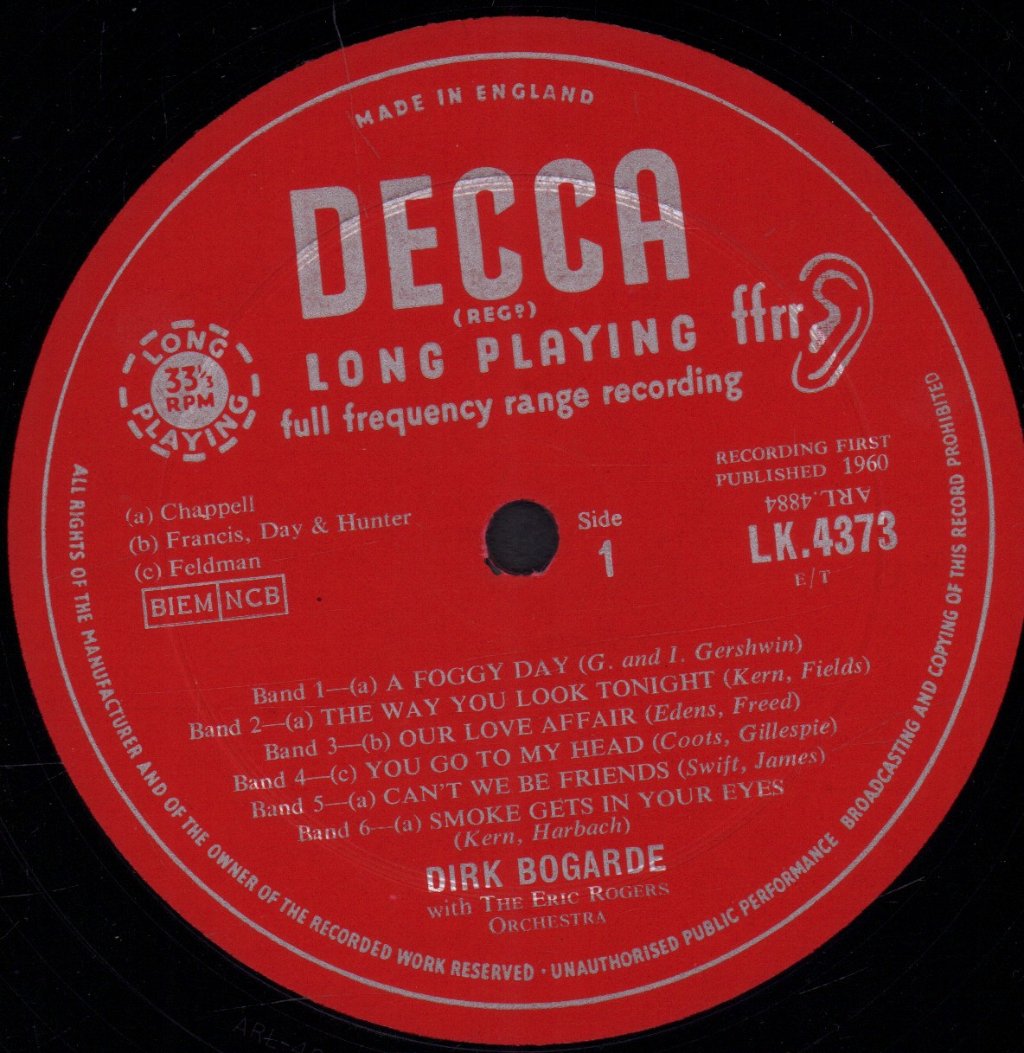 MADE IN ENGLAND
DECCA
(REGD)
LONG PLAYING
ffrr
full frequency range recording
LONG
33⅓
RPM
PLAYING
RECORDING FIRST
PUBLISHED 1960
ARL.4884
LK.4373
E/T
(a) Chappell
(b) Francis, Day & Hunter
(c) Feldman
BIEM NCB
Side
1
Band 1—(a) A FOGGY DAY (G. and I. Gershwin)
Band 2—(a) THE WAY YOU LOOK TONIGHT (Kern, Fields)
Band 3—(b) OUR LOVE AFFAIR (Edens, Freed)
Band 4—(c) YOU GO TO MY HEAD (Coots, Gillespie)
Band 5—(a) CAN'T WE BE FRIENDS (Swift, James)
Band 6—(a) SMOKE GETS IN YOUR EYES
(Kern, Harbach)
DIRK BOGARDE
with THE ERIC ROGERS
ORCHESTRA
ALL RIGHTS OF THE MANUFACTURER AND OF THE OWNER OF THE RECORDED WORK RESERVED · UNAUTHORISED PUBLIC PERFORMANCE BROADCASTING AND COPYING OF THIS RECORD PROHIBITED